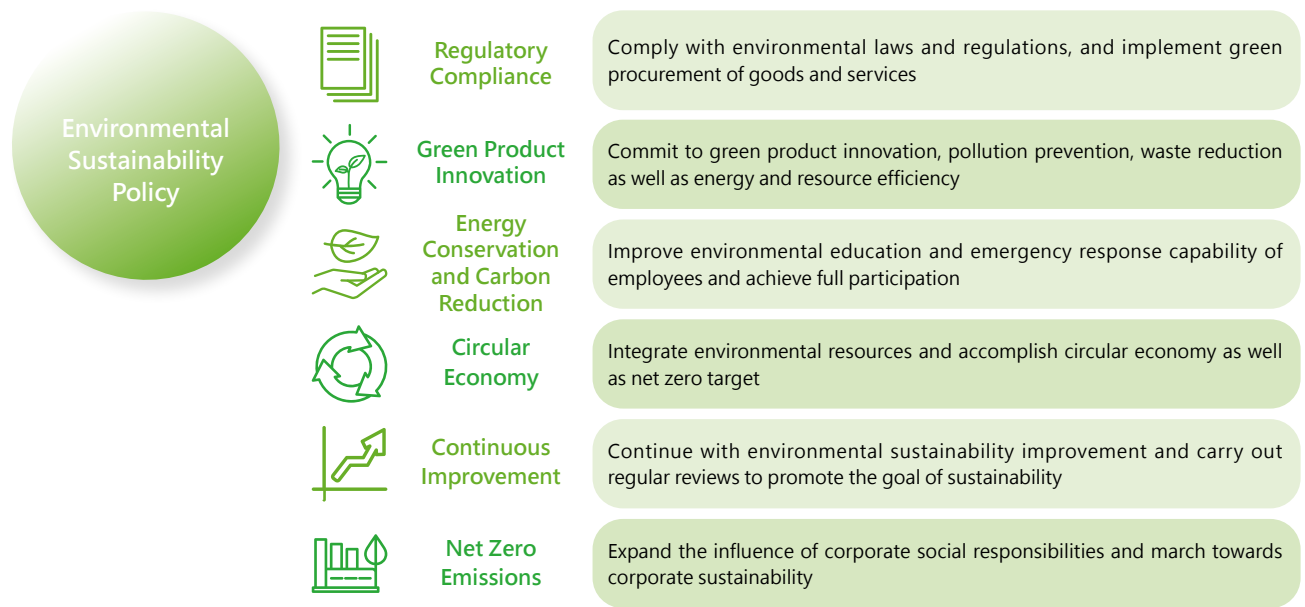 Environmental
Sustainability
Policy
Regulatory
Compliance
Comply with environmental laws and regulations, and implement green
procurement of goods and services
Green Product
Innovation
Commit to green product innovation, pollution prevention, waste reduction
as well as energy and resource efficiency
Energy
Conservation
and Carbon
Reduction
Improve environmental education and emergency response capability of
employees and achieve full participation
Circular
Economy
Integrate environmental resources and accomplish circular economy as well
as net zero target
Continuous
Improvement
Continue with environmental sustainability improvement and carry out
regular reviews to promote the goal of sustainability
Net Zero
Emissions
Expand the influence of corporate social responsibilities and march towards
corporate sustainability